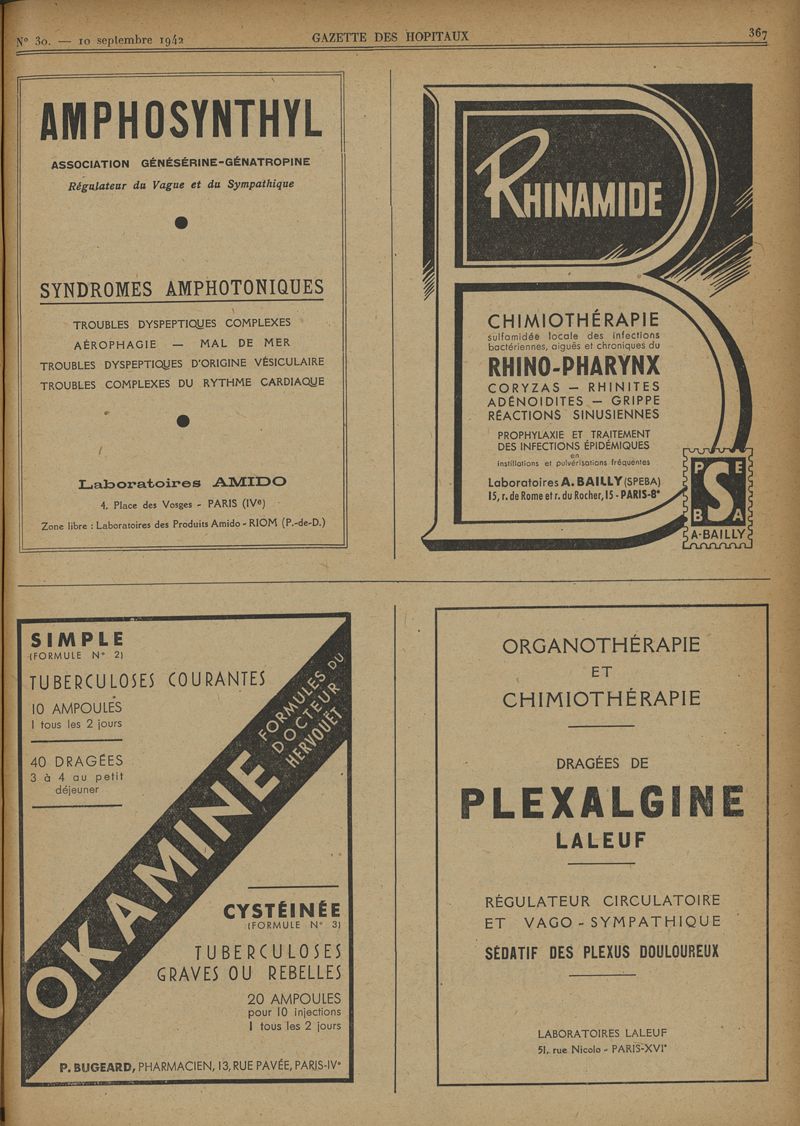 N° 30. — 10 septembre 1942
GAZETTE DES HOPITAUX
367
AMPHOSYNTHYL
ASSOCIATION GÉNÉSÉRINE-GÉNATROPINE
Régulateur du Vague et du Sympathique
SYNDROMES AMPHOTONIQUES
TROUBLES DYSPEPTIQUES COMPLEXES
AÉROPHAGIE — MAL DE MER
TROUBLES DYSPEPTIQUES D'ORIGINE VÉSICULAIRE
TROUBLES COMPLEXES DU RYTHME CARDIAQUE
Laboratoires AMIDO
4, Place des Vosges - PARIS (IVe)
Zone libre : Laboratoires des Produits Amido - RIOM (P.-de-D.)
RHINAMIDE
CHIMIOTHÉRAPIE
sulfamidée locale des infections
bactériennes, aiguës et chroniques du
RHINO-PHARYNX
CORYZAS — RHINITES
ADÉNOIDITES — GRIPPE
RÉACTIONS SINUSIENNES
PROPHYLAXIE ET TRAITEMENT
DES INFECTIONS ÉPIDÉMIQUES
en
instillations et pulvérisations fréquentes
Laboratoires A. BAILLY (SPEBA)
15, r. de Rome et r. du Rocher, 15 - PARIS-8e
S P E B A
A. BAILLY
SIMPLE
(FORMULE N° 2)
TUBERCULOSES COURANTES
10 AMPOULES
1 tous les 2 jours
40 DRAGÉES
3 à 4 au petit
déjeuner
OKAMINE
FORMULES DU
DOCTEUR
HERVOUËT
CYSTÉINÉE
(FORMULE N° 3)
TUBERCULOSES
GRAVES OU REBELLES
20 AMPOULES
pour 10 injections
1 tous les 2 jours
P. BUGEARD, PHARMACIEN, 13, RUE PAVÉE, PARIS-IVe
ORGANOTHÉRAPIE
ET
CHIMIOTHÉRAPIE
DRAGÉES DE
PLEXALGINE
LALEUF
RÉGULATEUR CIRCULATOIRE
ET VAGO-SYMPATHIQUE
SÉDATIF DES PLEXUS DOULOUREUX
LABORATOIRES LALEUF
51, rue Nicolo - PARIS-XVIe